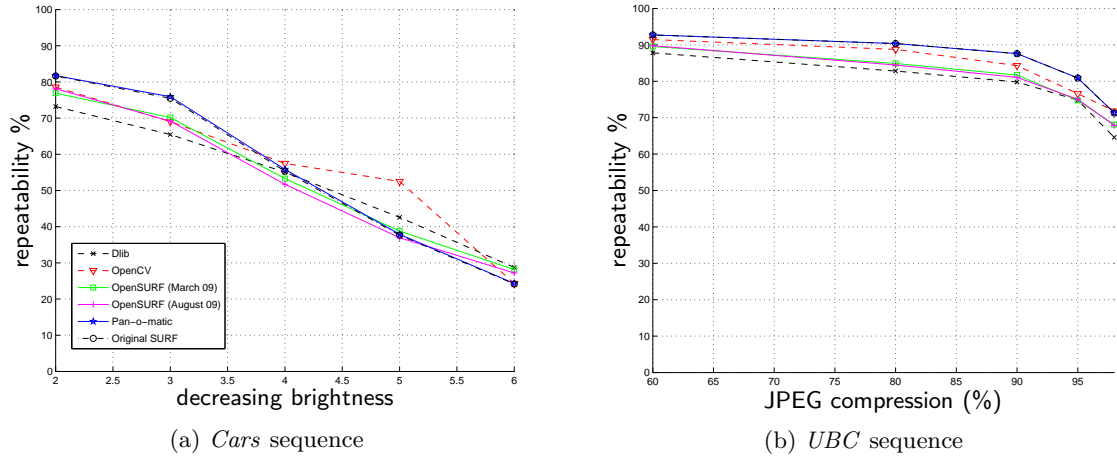 100
90
80
70
60
50
40
30
20
10
0
repeatability %
Dlib
OpenCV
OpenSURF (March 09)
OpenSURF (August 09)
Pan-o-matic
Original SURF
2 2.5 3 3.5 4 4.5 5 5.5 6
decreasing brightness
(a) Cars sequence
100
90
80
70
60
50
40
30
20
10
0
repeatability %
60 65 70 75 80 85 90 95
JPEG compression (%)
(b) UBC sequence